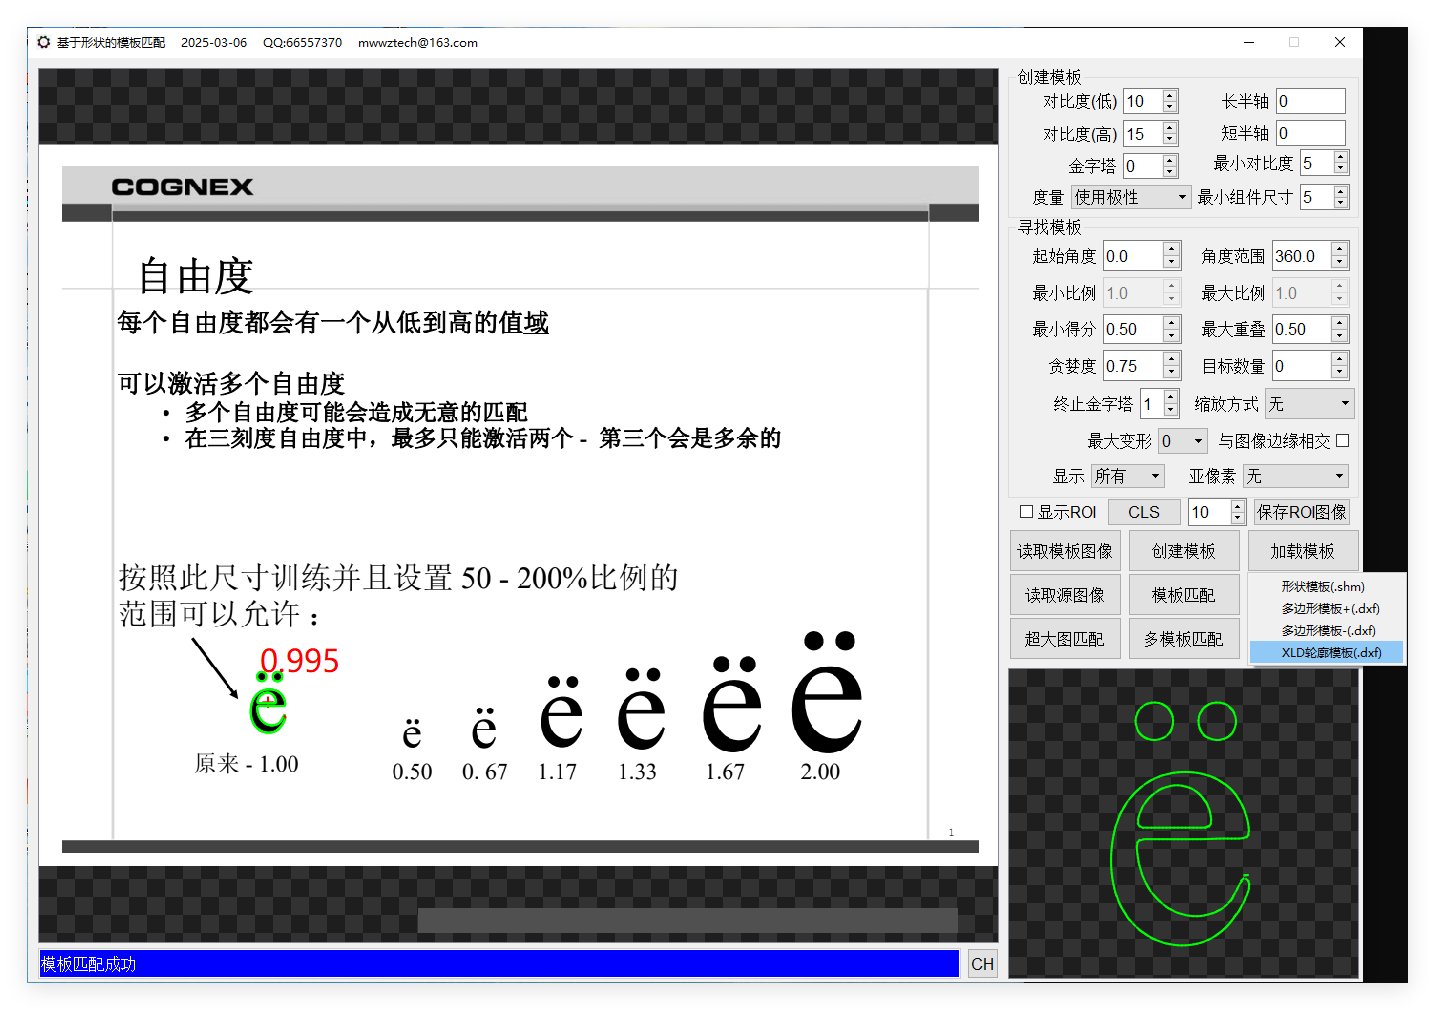 基于形状的模板匹配 2025-03-06 QQ:66557370 mwwztech@163.com
COGNEX
自由度
每个自由度都会有一个从低到高的值域
可以激活多个自由度
• 多个自由度可能会造成无意的匹配
• 在三刻度自由度中，最多只能激活两个 - 第三个会是多余的
按照此尺寸训练并且设置 50 - 200%比例的
范围可以允许：
0.995
ë ë ë ë ë ë ë
原来 - 1.00 0.50 0.67 1.17 1.33 1.67 2.00
1
模板匹配成功 CH
创建模板
对比度(低) 10 长半轴 0
对比度(高) 15 短半轴 0
金字塔 0 最小对比度 5
度量 使用极性 最小组件尺寸 5
寻找模板
起始角度 0.0 角度范围 360.0
最小比例 1.0 最大比例 1.0
最小得分 0.50 最大重叠 0.50
贪婪度 0.75 目标数量 0
终止金字塔 1 缩放方式 无
最大变形 0 与图像边缘相交
显示 所有 亚像素 无
显示ROI CLS 10 保存ROI图像
读取模板图像 创建模板 加载模板
读取源图像 模板匹配
超大图匹配 多模板匹配
形状模板(.shm)
多边形模板+(.dxf)
多边形模板-(.dxf)
XLD轮廓模板(.dxf)